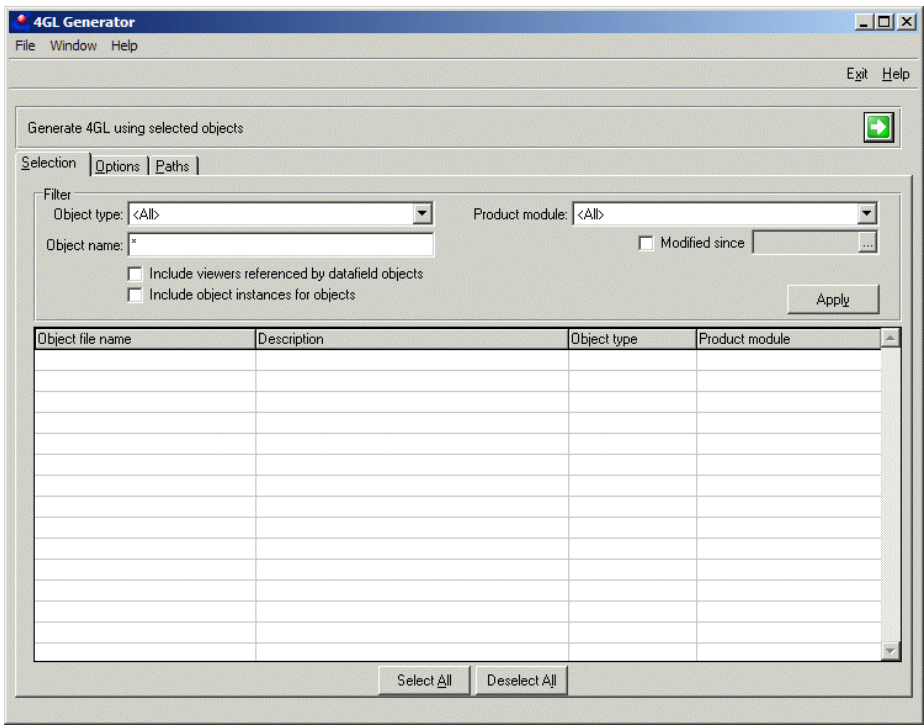 4GL Generator
File Window Help
Exit Help
Generate 4GL using selected objects
Selection Options Paths
Filter
Object type: <All> Product module: <All>
Object name: * Modified since ...
Include viewers referenced by datafield objects
Include object instances for objects
Apply
Object file name Description Object type Product module
Select All Deselect All